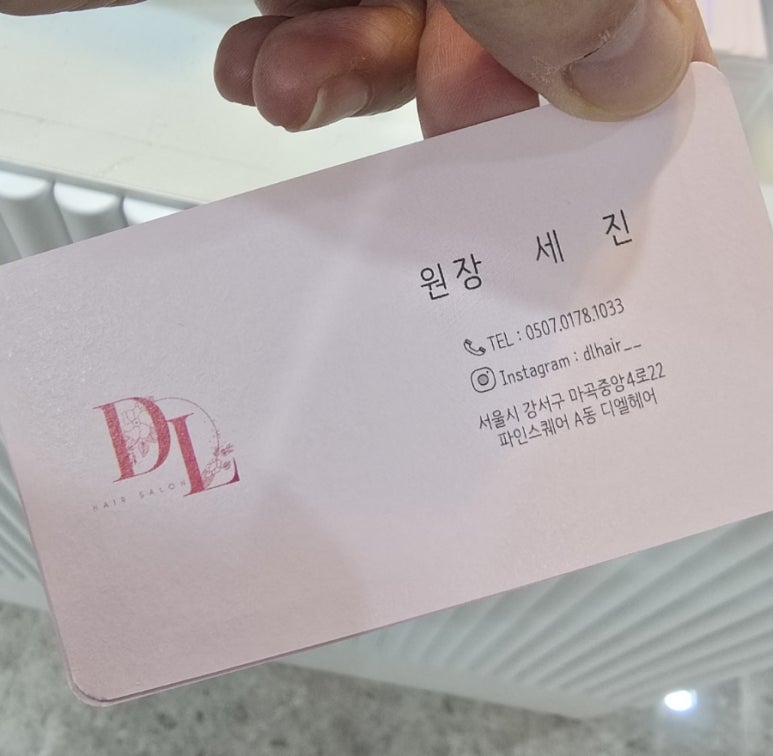 원장 세 진
TEL : 0507.0178.1033
Instagram : dlhair__
서울시 강서구 마곡중앙4로22
파인스퀘어 A동 디엘헤어
DL
HAIR SALON